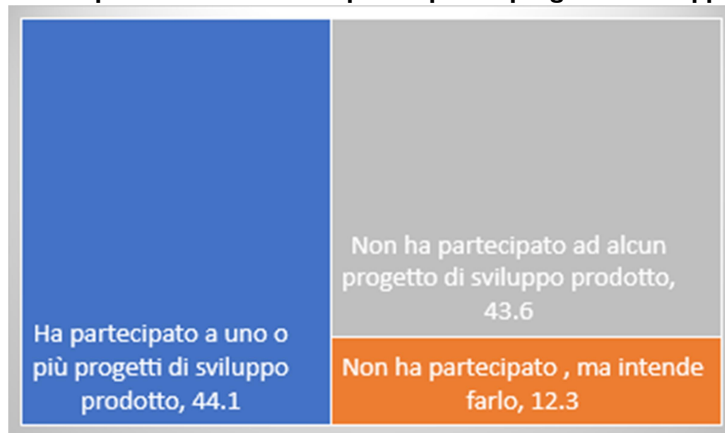 Ha partecipato a uno o
più progetti di sviluppo
prodotto, 44.1
Non ha partecipato ad alcun
progetto di sviluppo prodotto,
43.6
Non ha partecipato , ma intende
farlo, 12.3